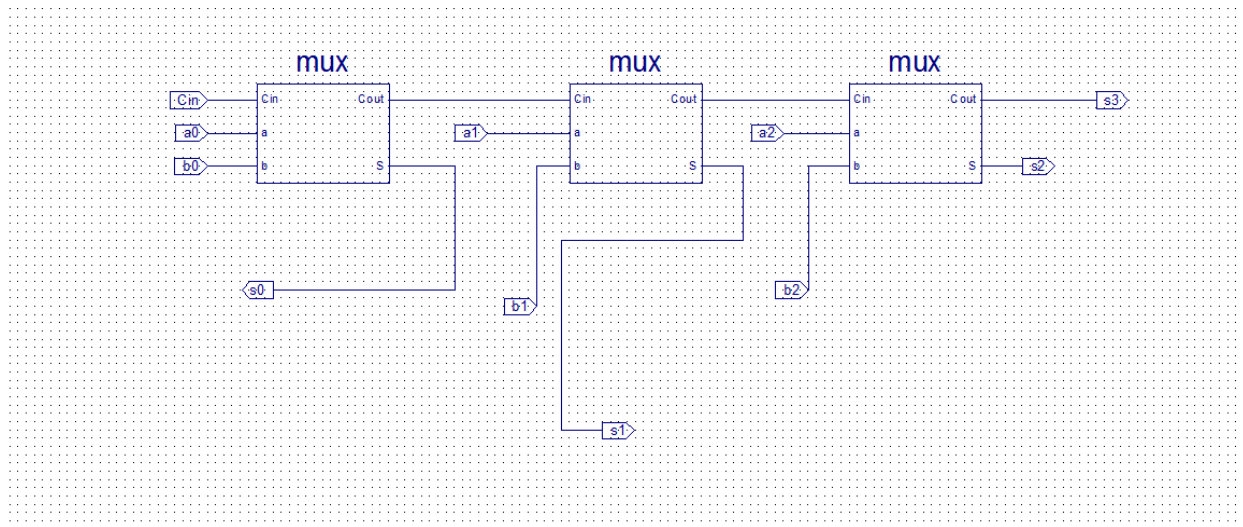 mux mux mux
Cin Cin Cout Cin Cout Cin Cout s3
a0 a a1 a a2 a
b0 b S b S b S s2
s0 b1 b2
s1